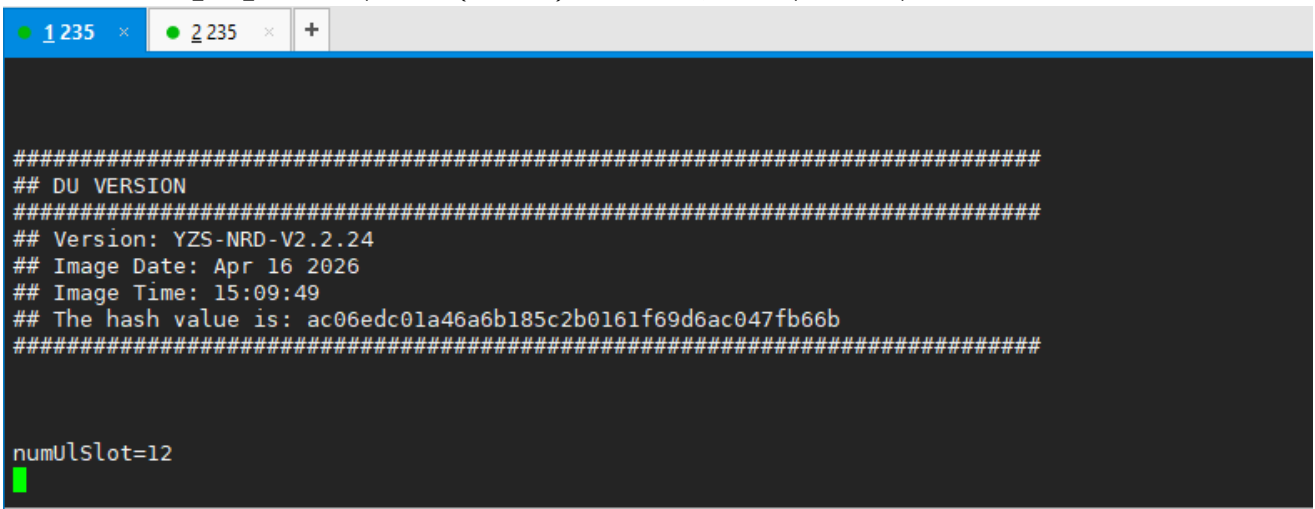 1 235 × 2 235 × +
#############################################################################
## DU VERSION
#############################################################################
## Version: YZS-NRD-V2.2.24
## Image Date: Apr 16 2026
## Image Time: 15:09:49
## The hash value is: ac06edc01a46a6b185c2b0161f69d6ac047fb66b
#############################################################################
numUlSlot=12